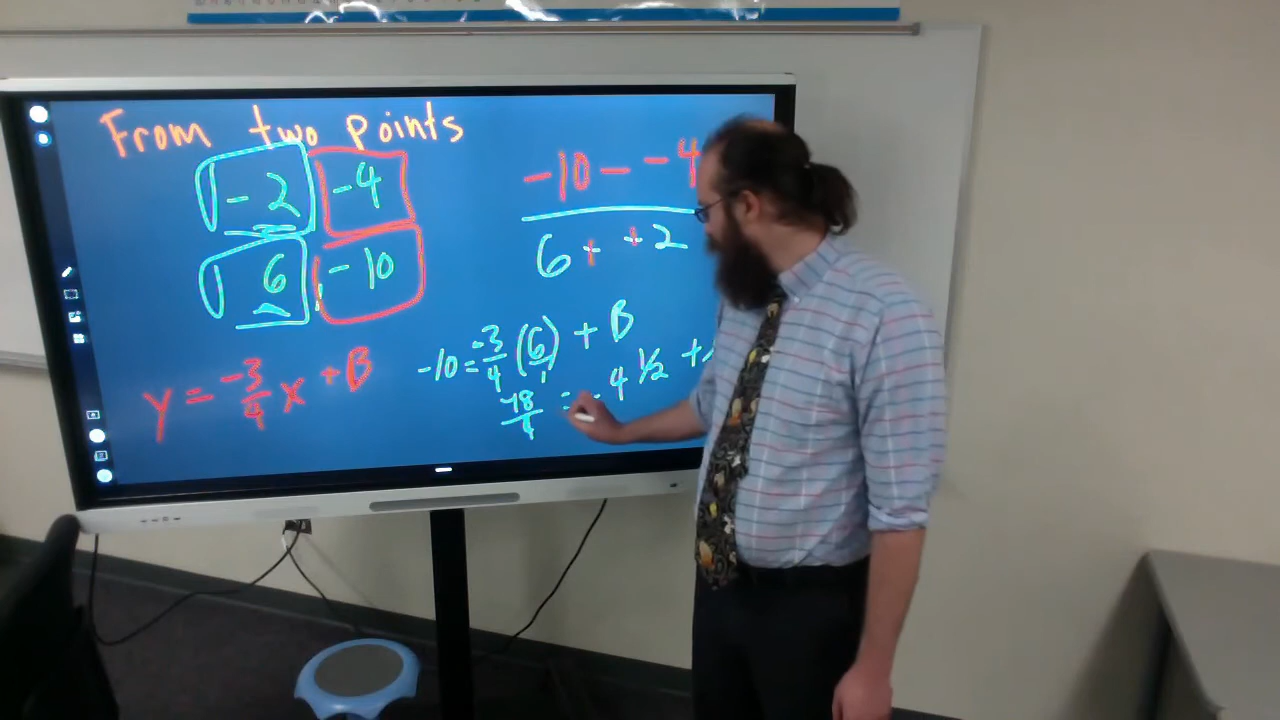 From two points
-2 -4
6, -10
-10 - -4
6 + +2
y = -3/4 x + B
-10 = -3/4 (6/1) + B
-18/4 = -4 1/2 +